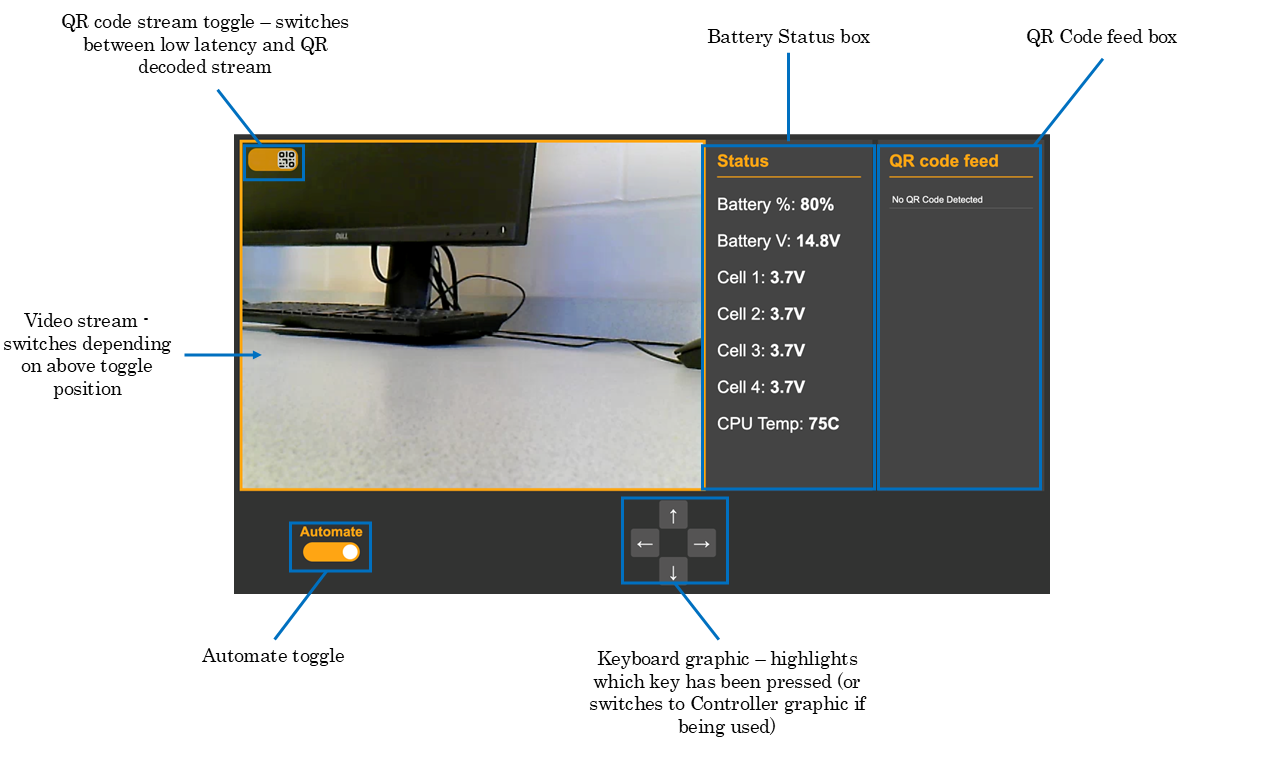 QR code stream toggle – switches
between low latency and QR
decoded stream
Battery Status box
QR Code feed box
DELL
Status
Battery %: 80%
Battery V: 14.8V
Cell 1: 3.7V
Cell 2: 3.7V
Cell 3: 3.7V
Cell 4: 3.7V
CPU Temp: 75C
QR code feed
No QR Code Detected
Video stream -
switches depending
on above toggle
position
Automate
↑
← →
↓
Automate toggle
Keyboard graphic – highlights
which key has been pressed (or
switches to Controller graphic if
being used)